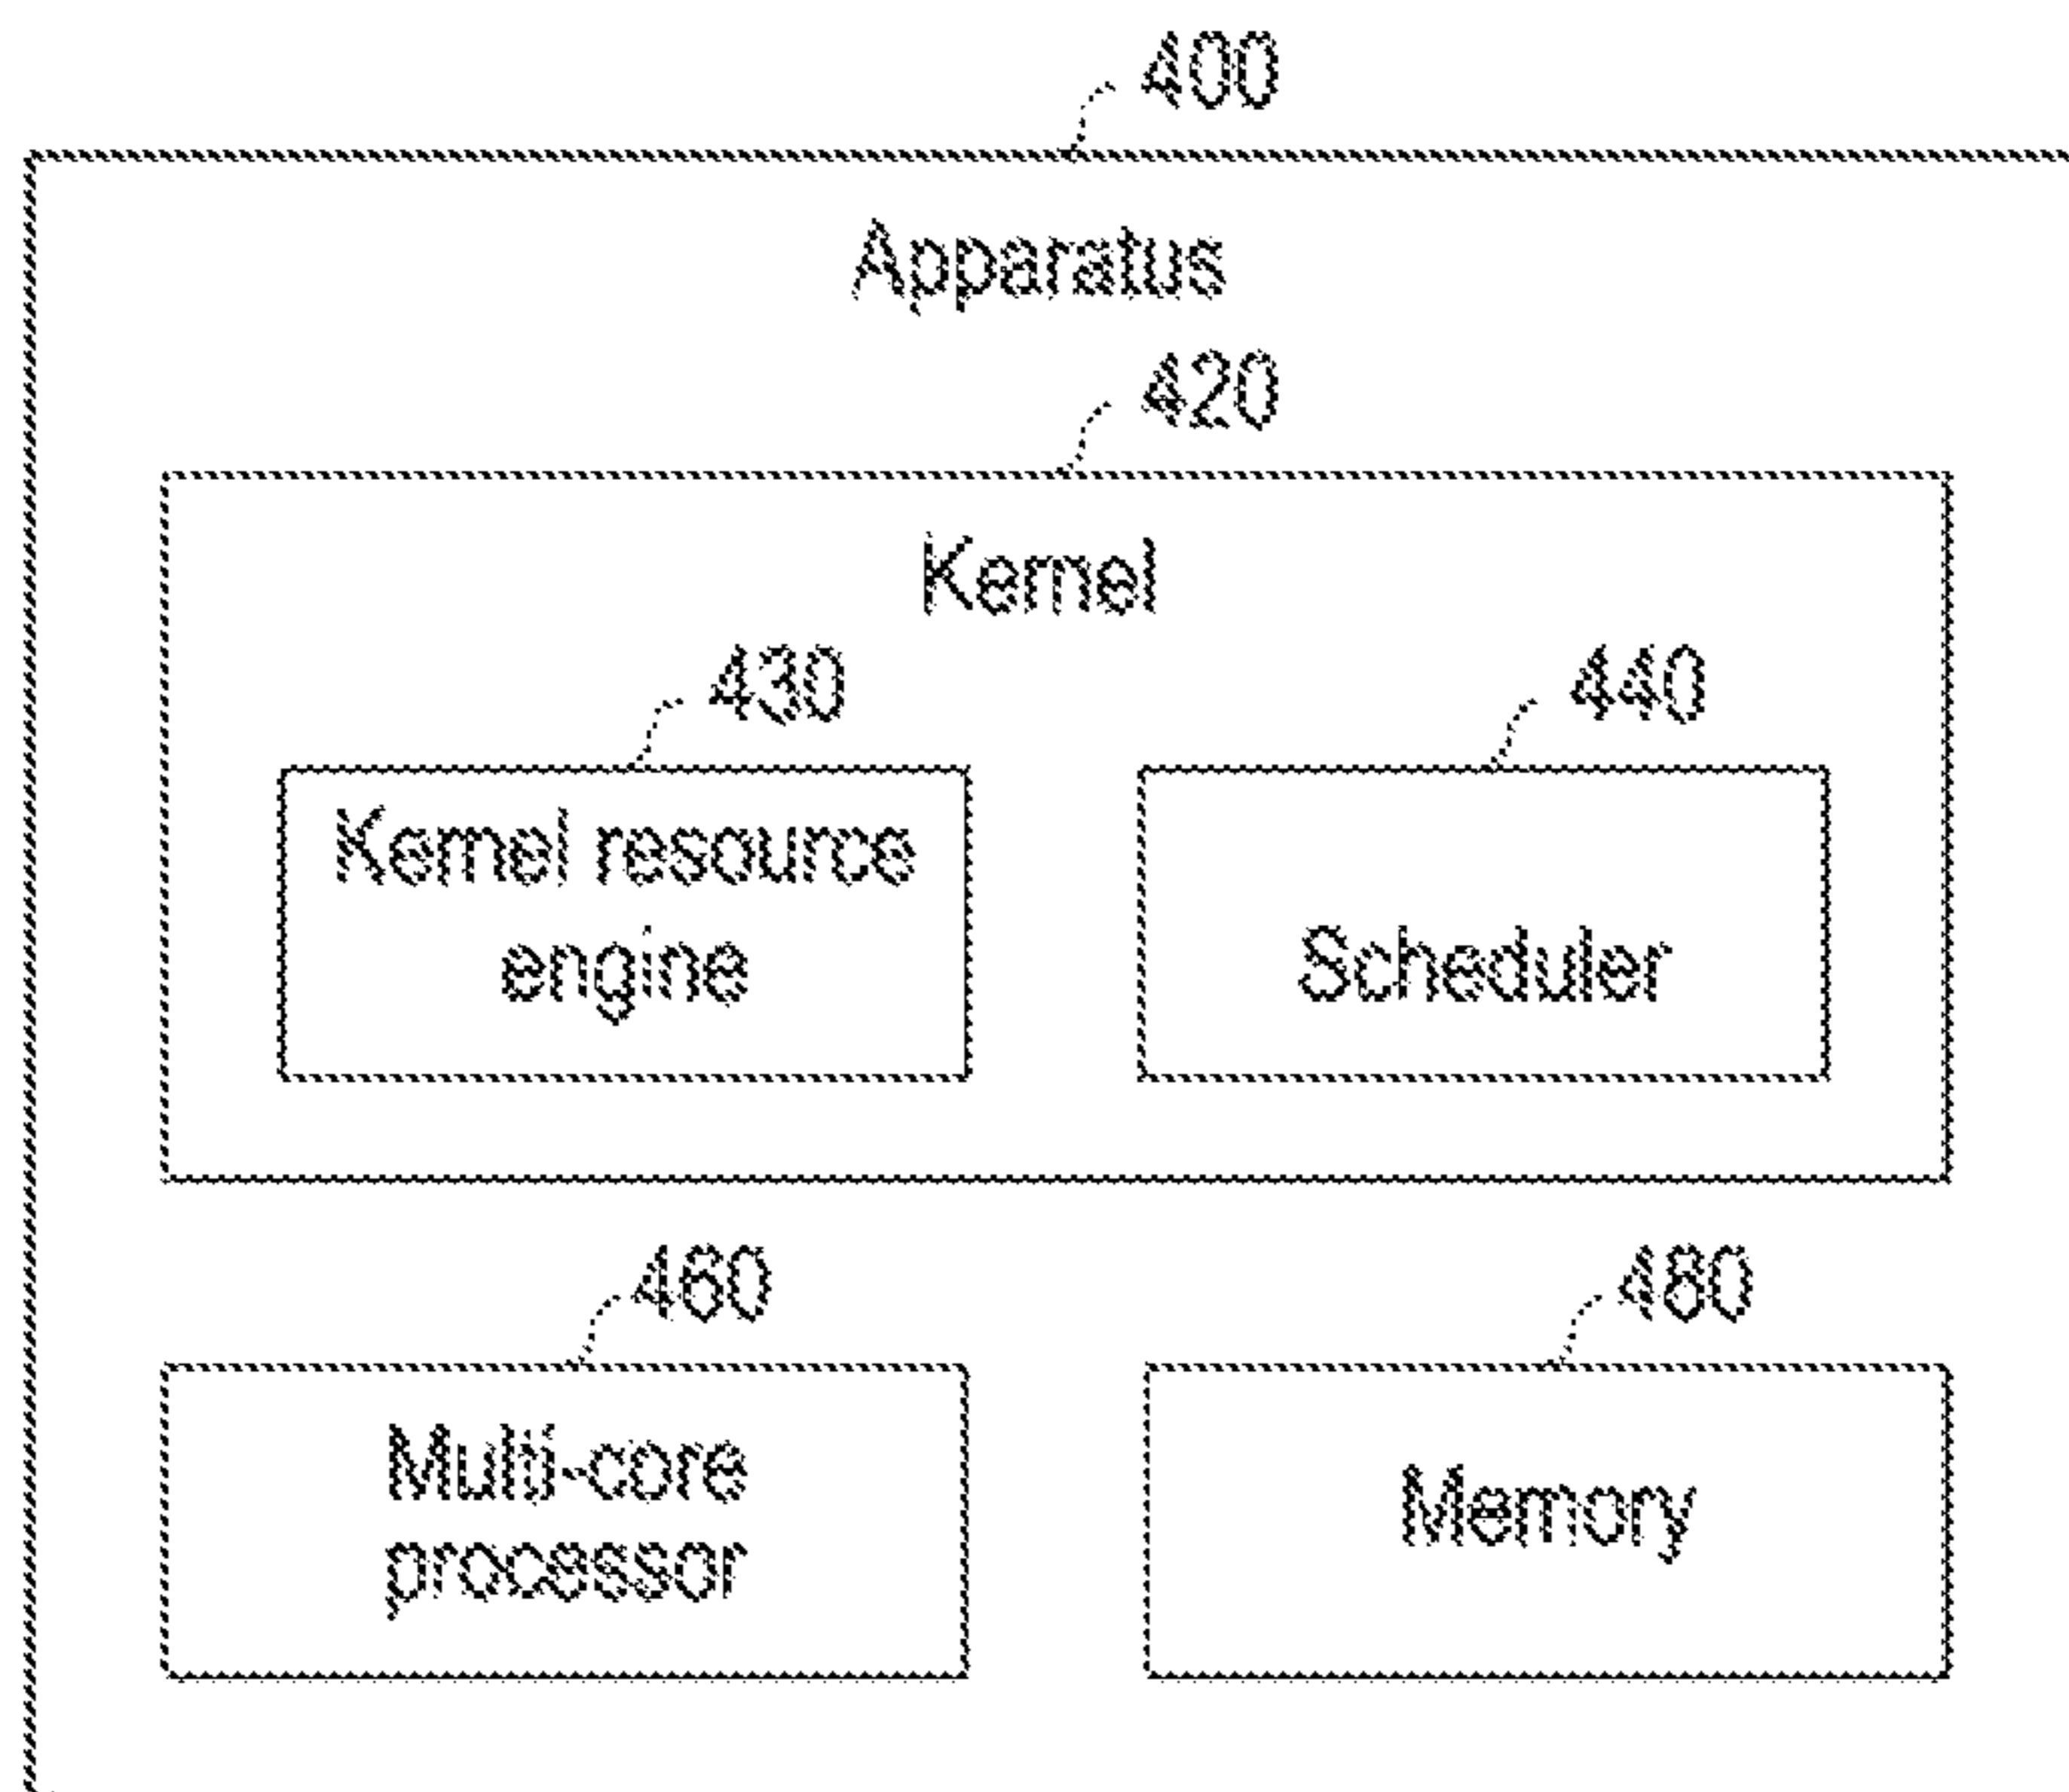 400
Apparatus
420
Kernel
430
440
Kernel resource
engine
Scheduler
460
480
Multi-core
processor
Memory